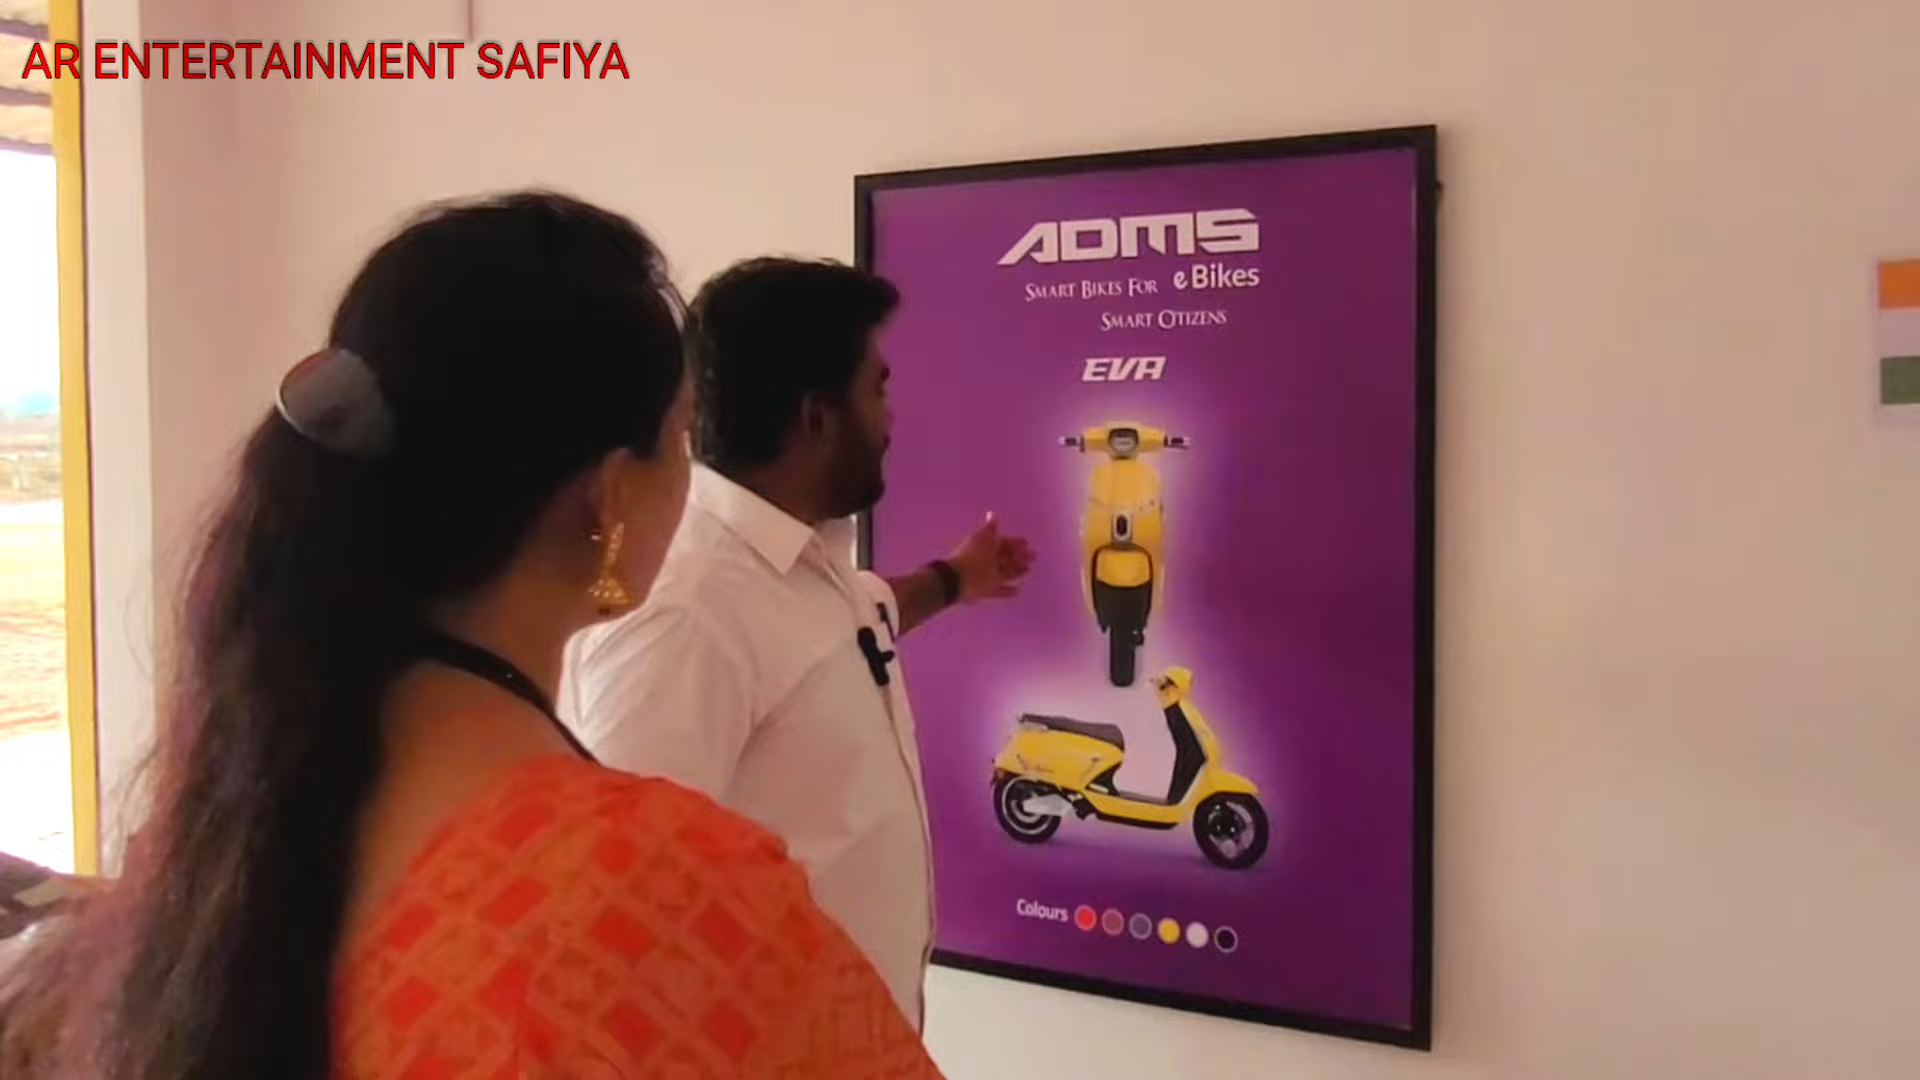 AR ENTERTAINMENT SAFIYA
ADMS
eBikes
SMART BIKES FOR
SMART CITIZENS
EVA
Colours